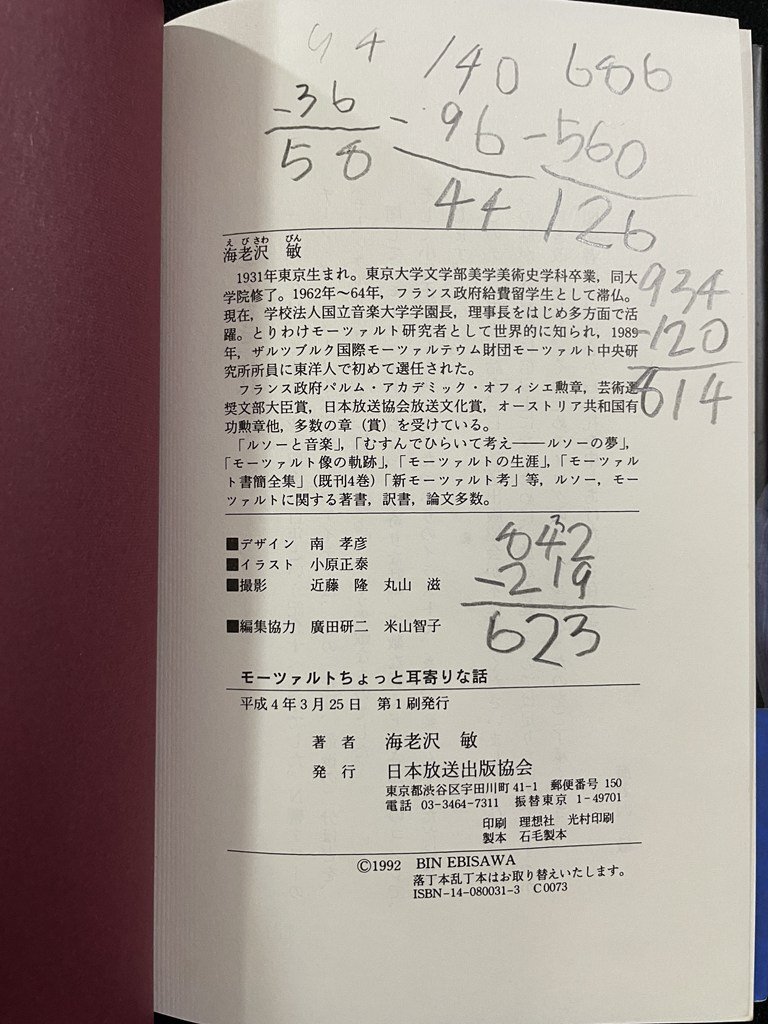 94 140 686
-36 -96 -560
58 44 126
えびさわ びん
海老沢 敏
1931年東京生まれ。東京大学文学部美学美術史学科卒業，同大
学院修了。1962年〜64年，フランス政府給費留学生として滞仏。
現在，学校法人国立音楽大学学園長，理事長をはじめ多方面で活
躍。とりわけモーツァルト研究者として世界的に知られ，1989
年，ザルツブルク国際モーツァルテウム財団モーツァルト中央研
究所所員に東洋人で初めて選任された。
フランス政府パルム・アカデミック・オフィシエ勲章，芸術選
奨文部大臣賞，日本放送協会放送文化賞，オーストリア共和国有
功勲章他，多数の章（賞）を受けている。
「ルソーと音楽」，「むすんでひらいて考え——ルソーの夢」，
「モーツァルト像の軌跡」，「モーツァルトの生涯」，「モーツァル
ト書簡全集」（既刊4巻）「新モーツァルト考」等，ルソー，モー
ツァルトに関する著書，訳書，論文多数。
934
-120
814
■デザイン 南 孝彦
■イラスト 小原正泰
■撮影 近藤 隆 丸山 滋
■編集協力 廣田研二 米山智子
3
842
-219
623
モーツァルトちょっと耳寄りな話
平成4年3月25日 第1刷発行
著者 海老沢 敏
発行 日本放送出版協会
東京都渋谷区宇田川町41-1 郵便番号 150
電話 03-3464-7311 振替東京 1-49701
印刷 理想社 光村印刷
製本 石毛製本
©1992 BIN EBISAWA
落丁本乱丁本はお取り替えいたします。
ISBN-14-080031-3 C0073